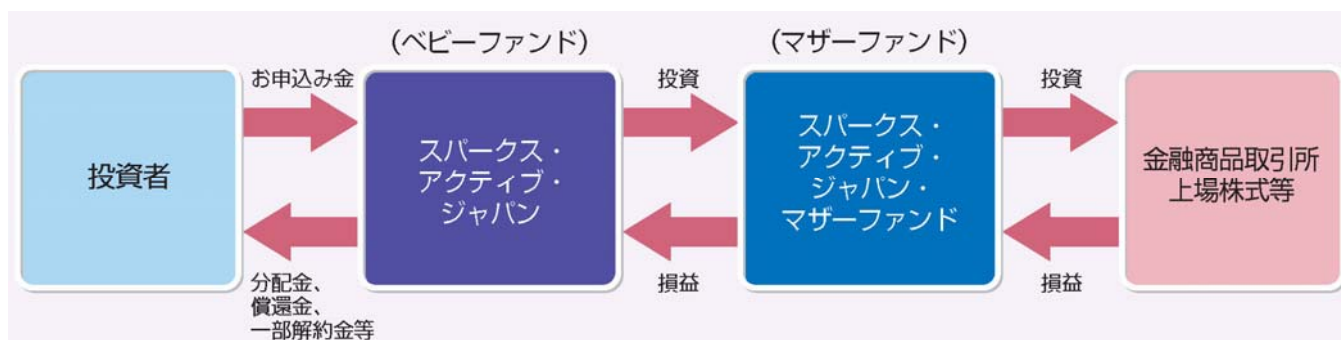 (ベビーファンド)
(マザーファンド)
投資者
お申込み金
分配金、
償還金、
一部解約金等
スパークス・
アクティブ・
ジャパン
投資
損益
スパークス・
アクティブ・
ジャパン・
マザーファンド
投資
損益
金融商品取引所
上場株式等